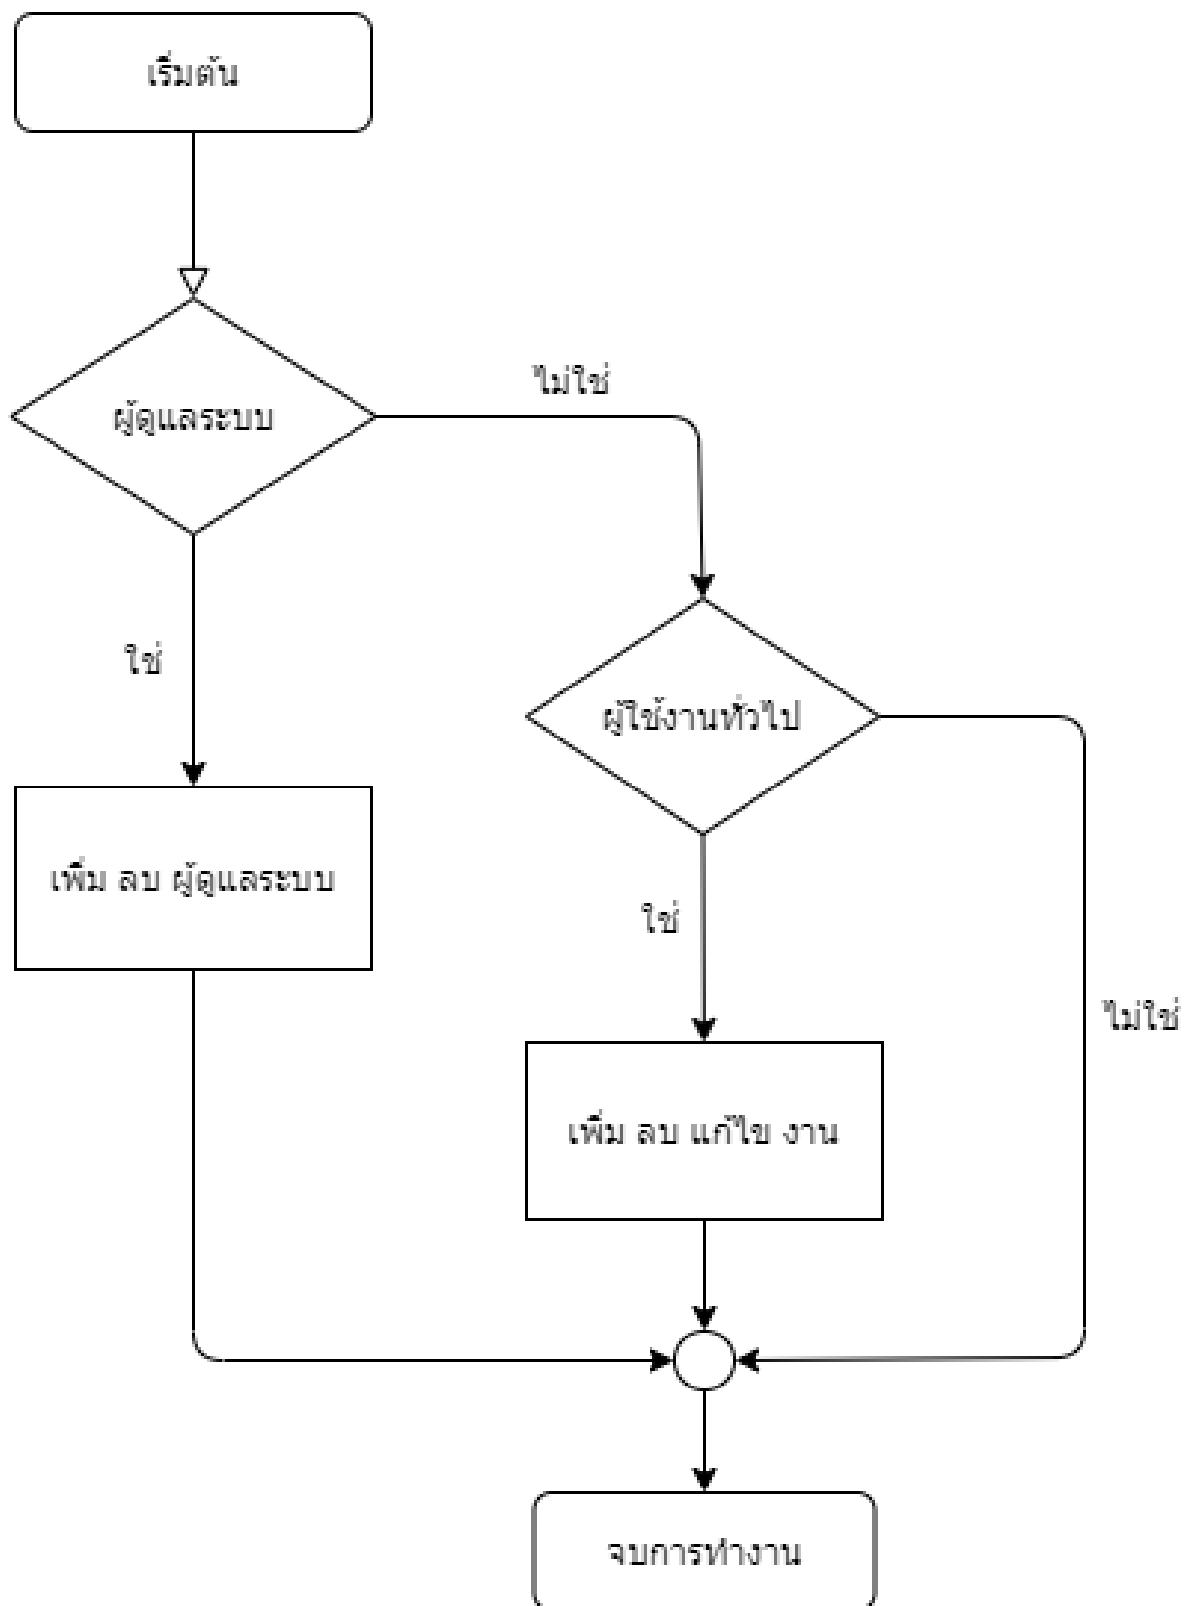 เริ่มต้น
ไม่ใช่
ผู้ดูแลระบบ
ใช่
ผู้ใช้งานทั่วไป
เพิ่ม ลบ ผู้ดูแลระบบ
ใช่
ไม่ใช่
เพิ่ม ลบ แก้ไข งาน
จบการทำงาน